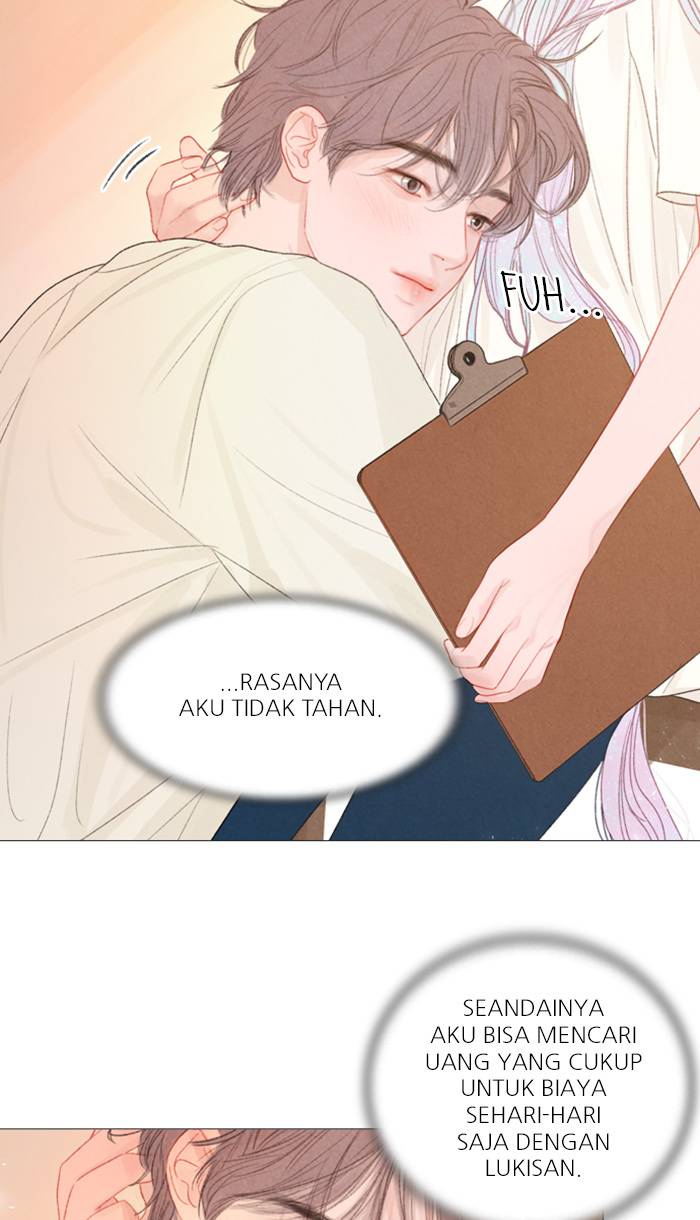 FUH...
...RASANYA
AKU TIDAK TAHAN.
SEANDAINYA
AKU BISA MENCARI
UANG YANG CUKUP
UNTUK BIAYA
SEHARI-HARI
SAJA DENGAN
LUKISAN.